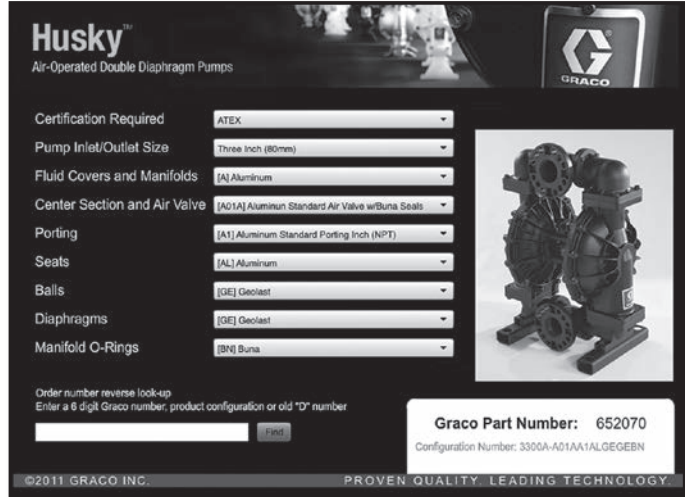 Husky™
Air-Operated Double Diaphragm Pumps
GRACO
Certification Required ATEX
Pump Inlet/Outlet Size Three Inch (80mm)
Fluid Covers and Manifolds [A] Aluminum
Center Section and Air Valve [A01A] Aluminun Standard Air Valve w/Buna Seals
Porting [A1] Aluminum Standard Porting Inch (NPT)
Seats [AL] Aluminum
Balls [GE] Geolast
Diaphragms [GE] Geolast
Manifold O-Rings [BN] Buna
Order number reverse look-up
Enter a 6 digit Graco number, product configuration or old "D" number
Find
Graco Part Number: 652070
Configuration Number: 3300A-A01AA1ALGEGEBN
©2011 GRACO INC. PROVEN QUALITY. LEADING TECHNOLOGY.